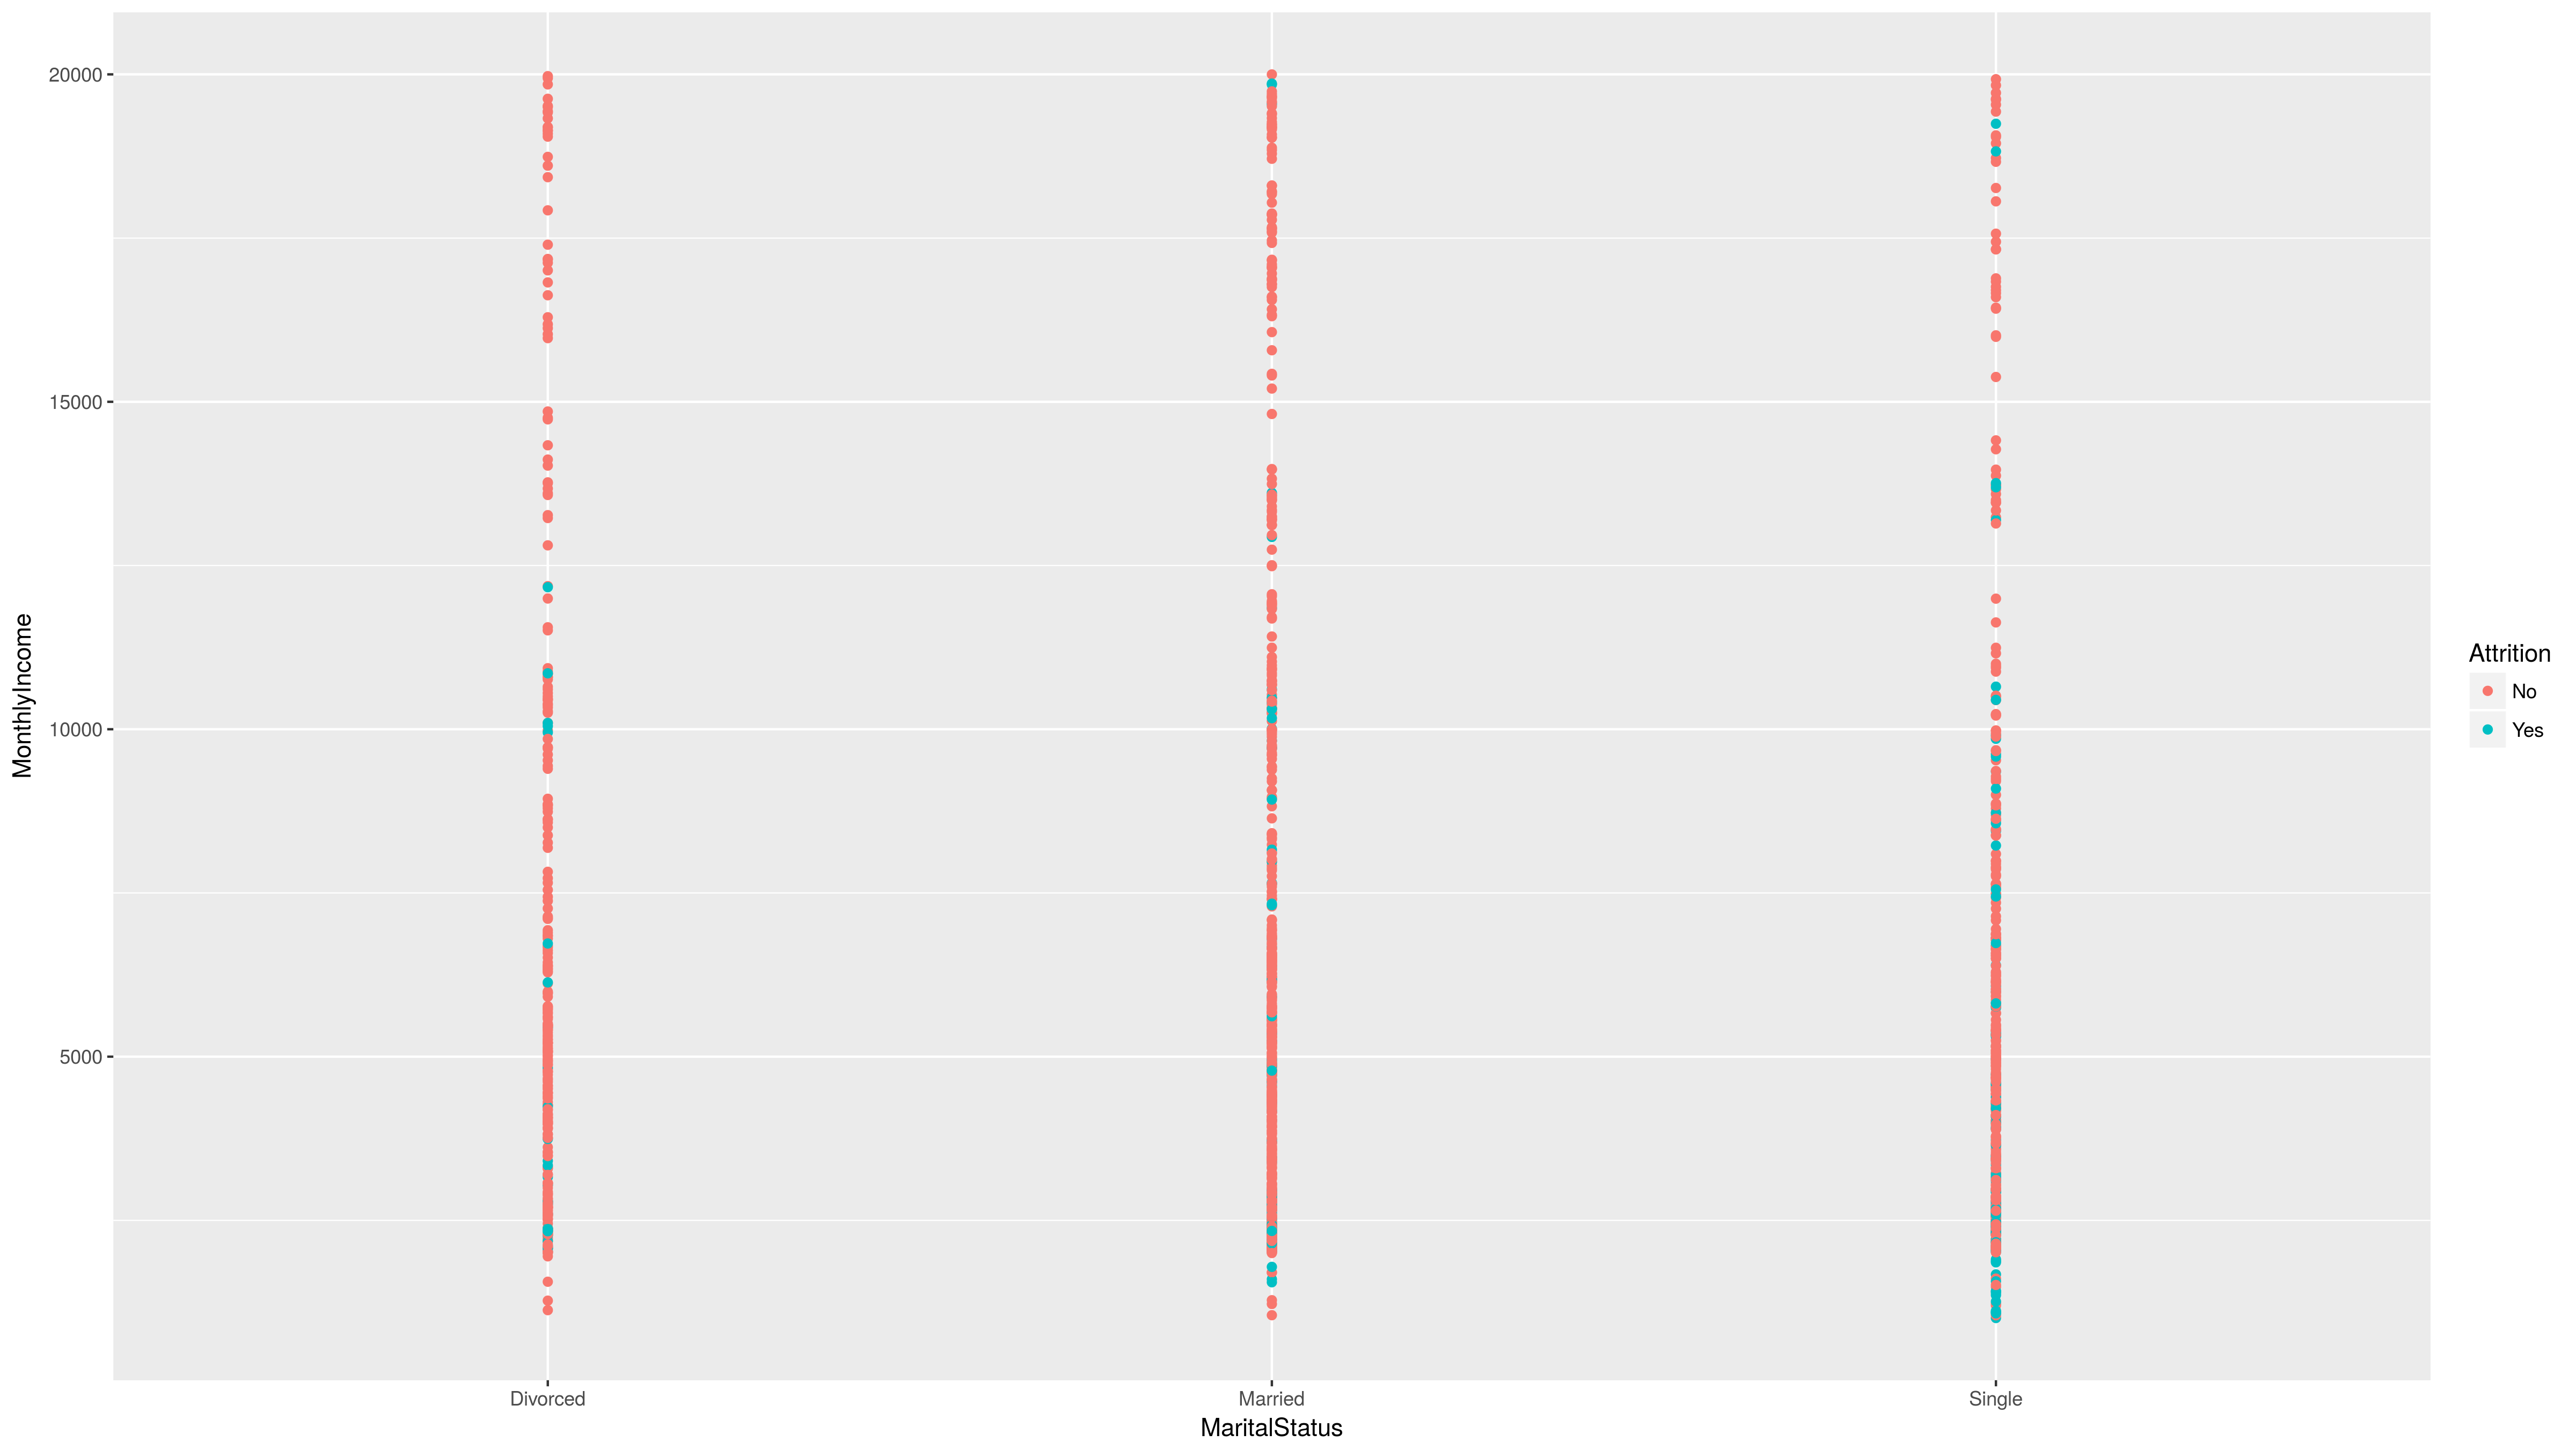 20000
15000
10000
5000
MonthlyIncome
Divorced
Married
Single
MaritalStatus
Attrition
No
Yes